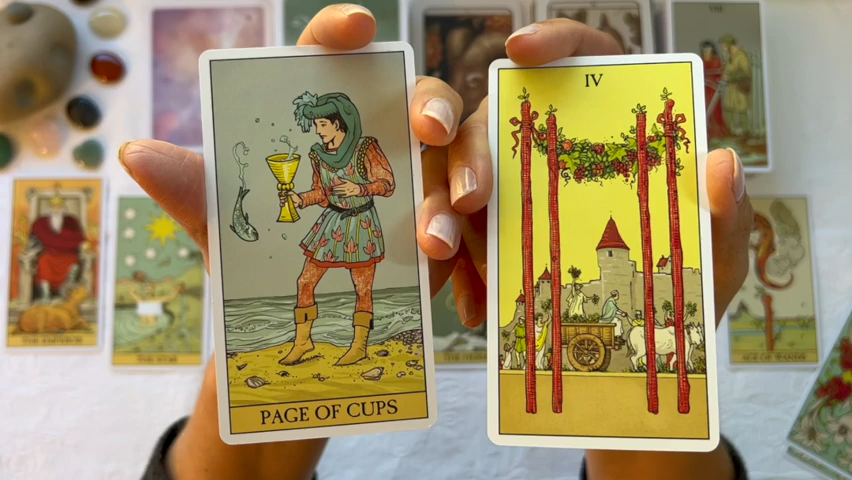 IV
VIII
PAGE OF CUPS
THE EMPEROR
THE STAR
ACE OF WANDS